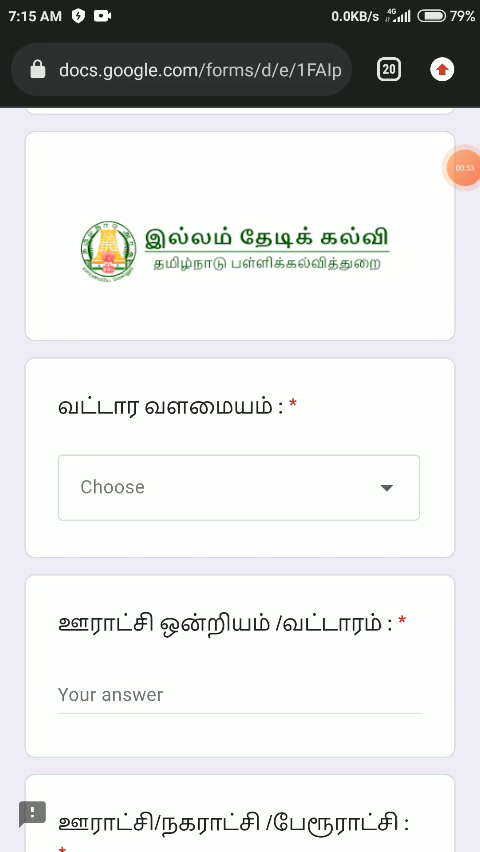 7:15 AM 0.0KB/s 4G 79%
docs.google.com/forms/d/e/1FAIp 20
00:53
இல்லம் தேடிக் கல்வி
தமிழ்நாடு பள்ளிக்கல்வித்துறை
வட்டார வளமையம் : *
Choose
ஊராட்சி ஒன்றியம் /வட்டாரம் : *
Your answer
ஊராட்சி/நகராட்சி /பேரூராட்சி :
*